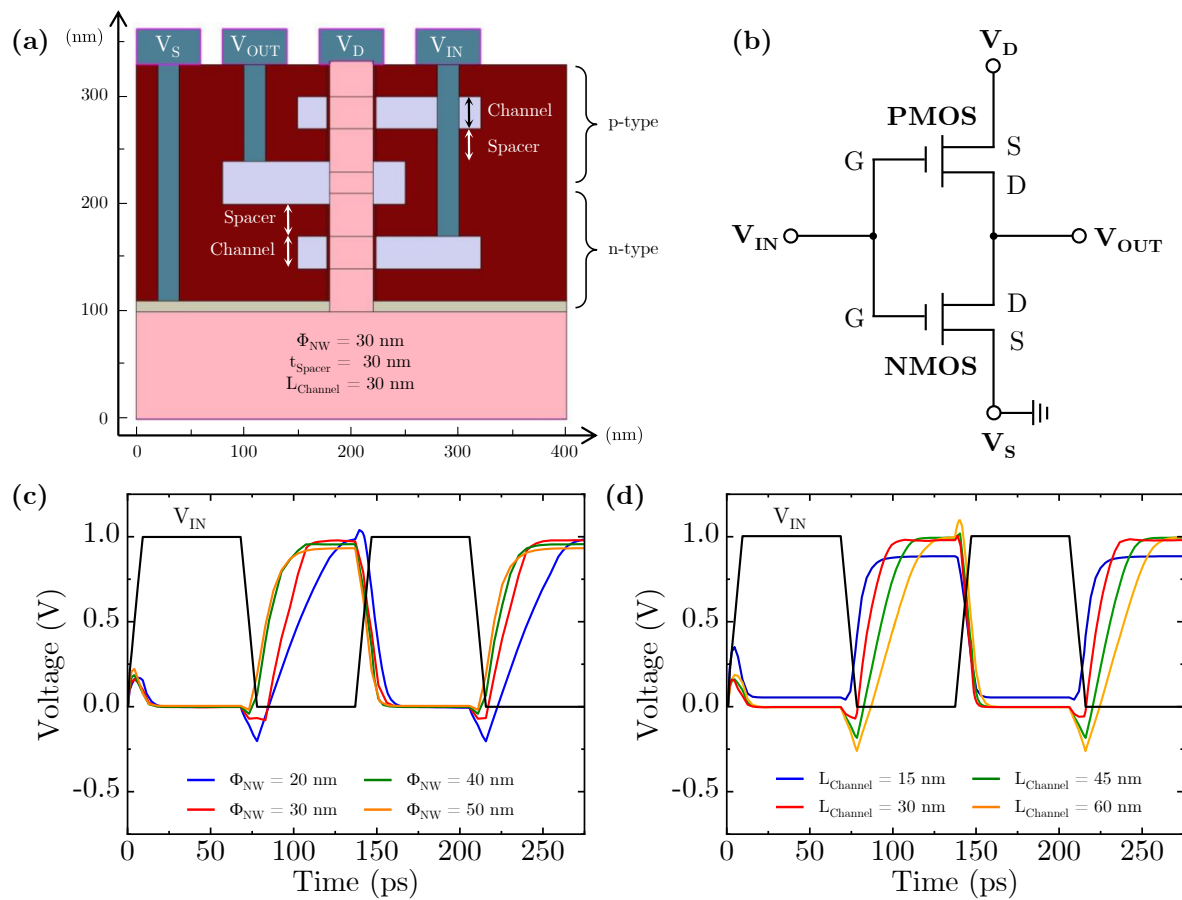 (a)
(nm)
V_S V_OUT V_D V_IN
300
200
100
0
Channel
Spacer
p-type
Spacer
Channel
n-type
Φ_NW = 30 nm
t_Spacer = 30 nm
L_Channel = 30 nm
0 100 200 300 400
(nm)
(b)
V_D
PMOS
G S
D
V_IN V_OUT
D
G S
NMOS
V_S
(c)
V_IN
1.0
0.5
0.0
-0.5
Voltage (V)
Φ_NW = 20 nm Φ_NW = 40 nm
Φ_NW = 30 nm Φ_NW = 50 nm
0 50 100 150 200 250
Time (ps)
(d)
V_IN
1.0
0.5
0.0
-0.5
Voltage (V)
L_Channel = 15 nm L_Channel = 45 nm
L_Channel = 30 nm L_Channel = 60 nm
0 50 100 150 200 250
Time (ps)